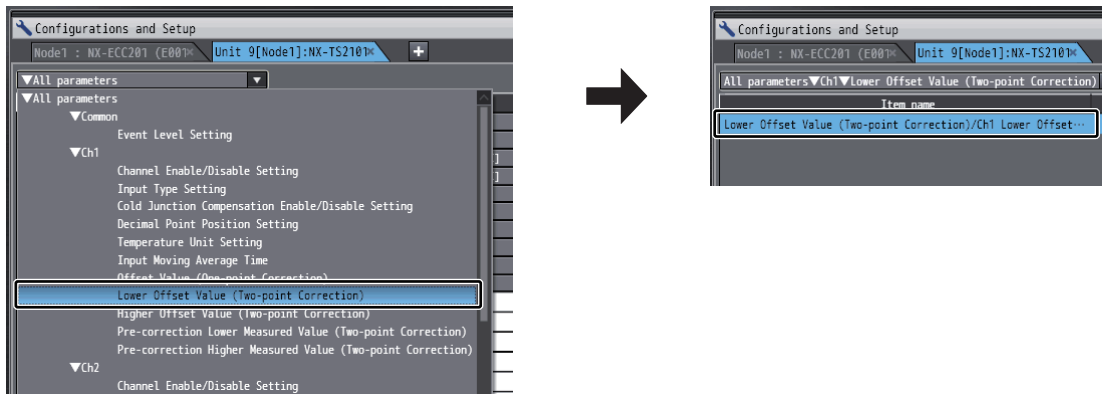 Configurations and Setup
Node1 : NX-ECC201 (E001× Unit 9[Node1]:NX-TS2101× +
▼All parameters ▼
▼All parameters
▼Common
Event Level Setting
▼Ch1
Channel Enable/Disable Setting
Input Type Setting
Cold Junction Compensation Enable/Disable Setting
Decimal Point Position Setting
Temperature Unit Setting
Input Moving Average Time
Offset Value (One-point Correction)
Lower Offset Value (Two-point Correction)
Higher Offset Value (Two-point Correction)
Pre-correction Lower Measured Value (Two-point Correction)
Pre-correction Higher Measured Value (Two-point Correction)
▼Ch2
Channel Enable/Disable Setting
Configurations and Setup
Node1 : NX-ECC201 (E001× Unit 9[Node1]:NX-TS2101×
All parameters▼Ch1▼Lower Offset Value (Two-point Correction)
Item name
Lower Offset Value (Two-point Correction)/Ch1 Lower Offset⋯